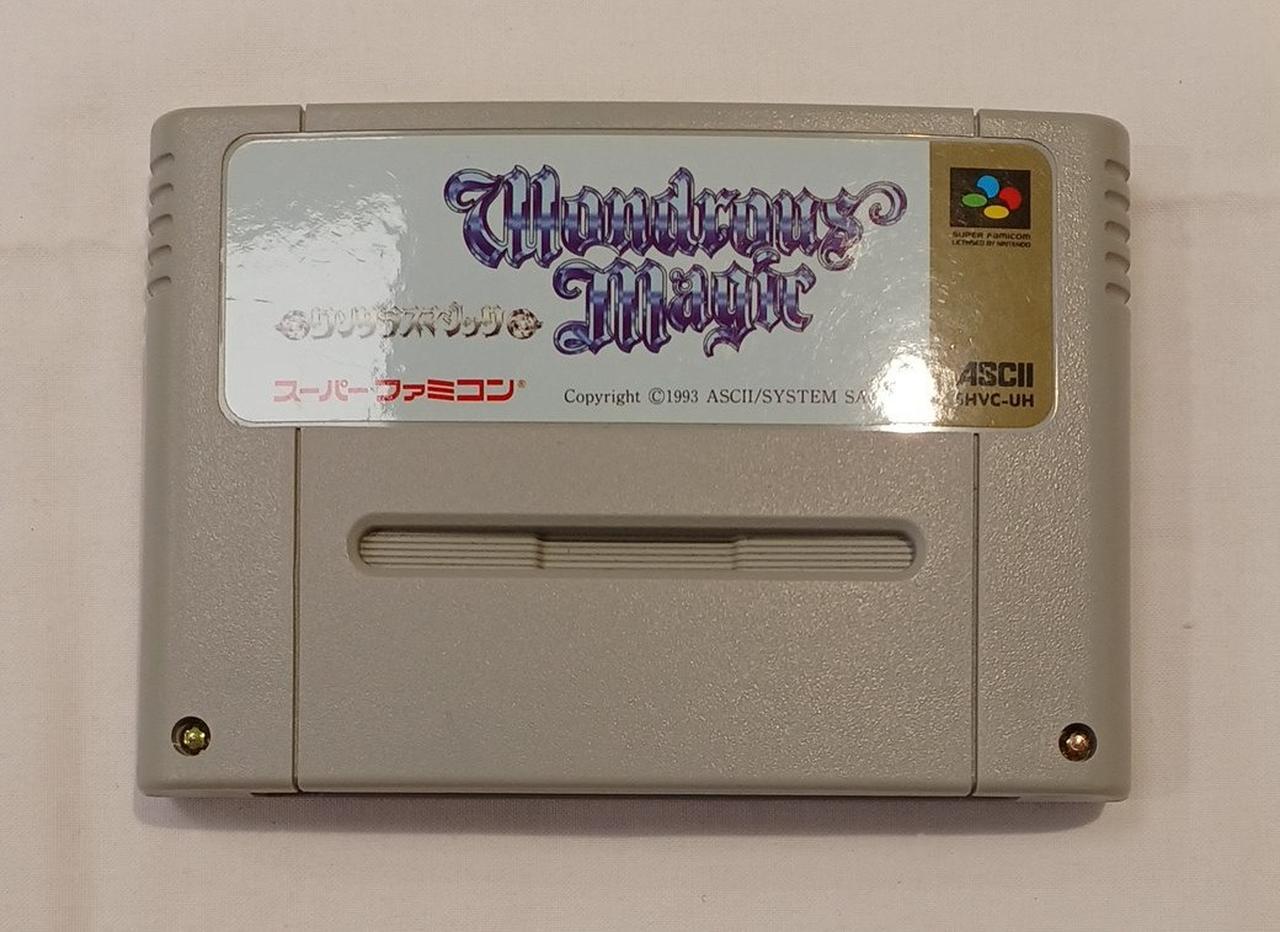 Wondrous
Magic
ワンダラスマジック
スーパーファミコン®
Copyright ©1993 ASCII/SYSTEM
SUPER FAMICOM
LICENSED BY NINTENDO
ASCII
SHVC-UH